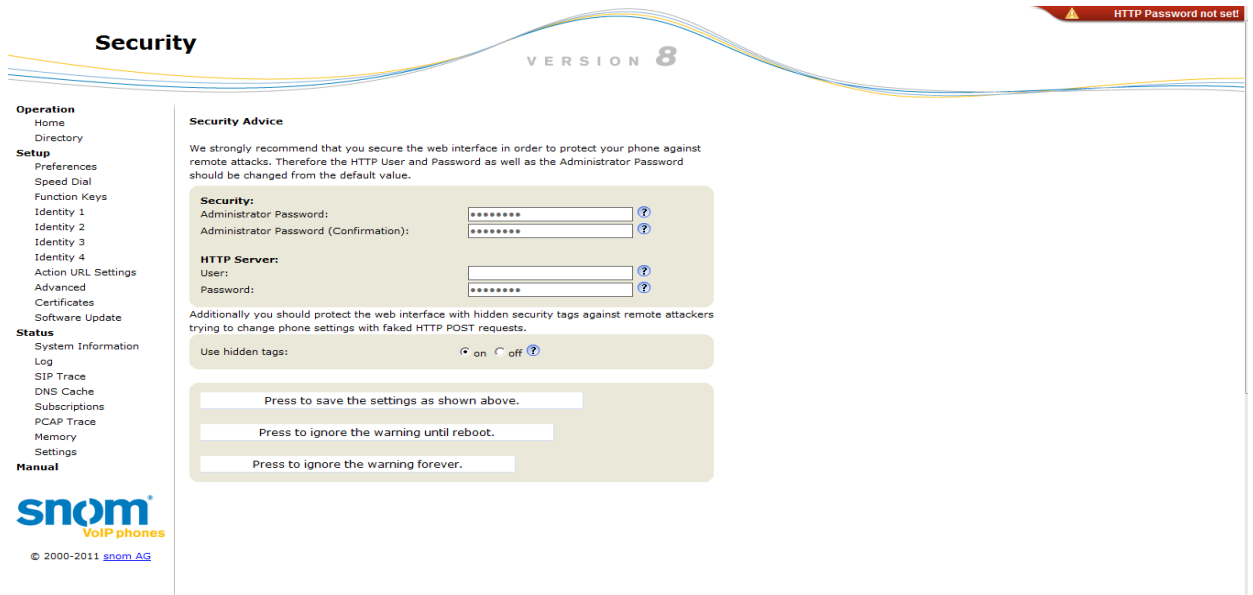 HTTP Password not set!
Security
VERSION 8
Operation
Home
Directory
Setup
Preferences
Speed Dial
Function Keys
Identity 1
Identity 2
Identity 3
Identity 4
Action URL Settings
Advanced
Certificates
Software Update
Status
System Information
Log
SIP Trace
DNS Cache
Subscriptions
PCAP Trace
Memory
Settings
Manual
snom
VoIP phones
© 2000-2011 snom AG
Security Advice
We strongly recommend that you secure the web interface in order to protect your phone against
remote attacks. Therefore the HTTP User and Password as well as the Administrator Password
should be changed from the default value.
Security:
Administrator Password: ●●●●●●●● ?
Administrator Password (Confirmation): ●●●●●●●● ?
HTTP Server:
User: ?
Password: ●●●●●●●● ?
Additionally you should protect the web interface with hidden security tags against remote attackers
trying to change phone settings with faked HTTP POST requests.
Use hidden tags: on off ?
Press to save the settings as shown above.
Press to ignore the warning until reboot.
Press to ignore the warning forever.